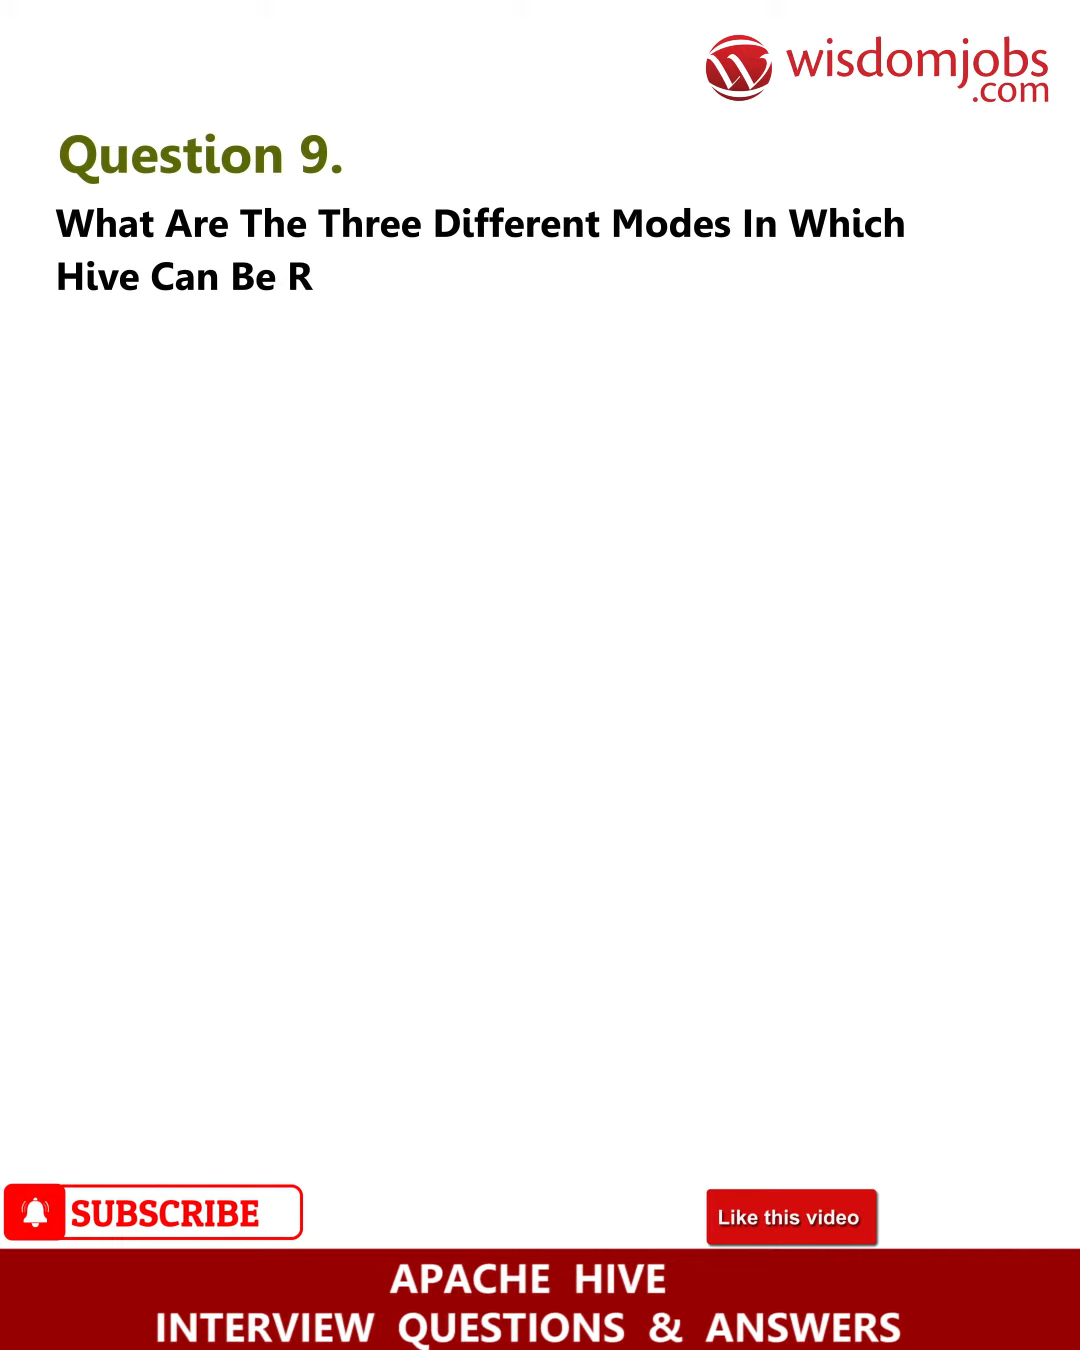 wisdomjobs
.com
Question 9.
What Are The Three Different Modes In Which
Hive Can Be R
SUBSCRIBE
Like this video
APACHE HIVE
INTERVIEW QUESTIONS & ANSWERS